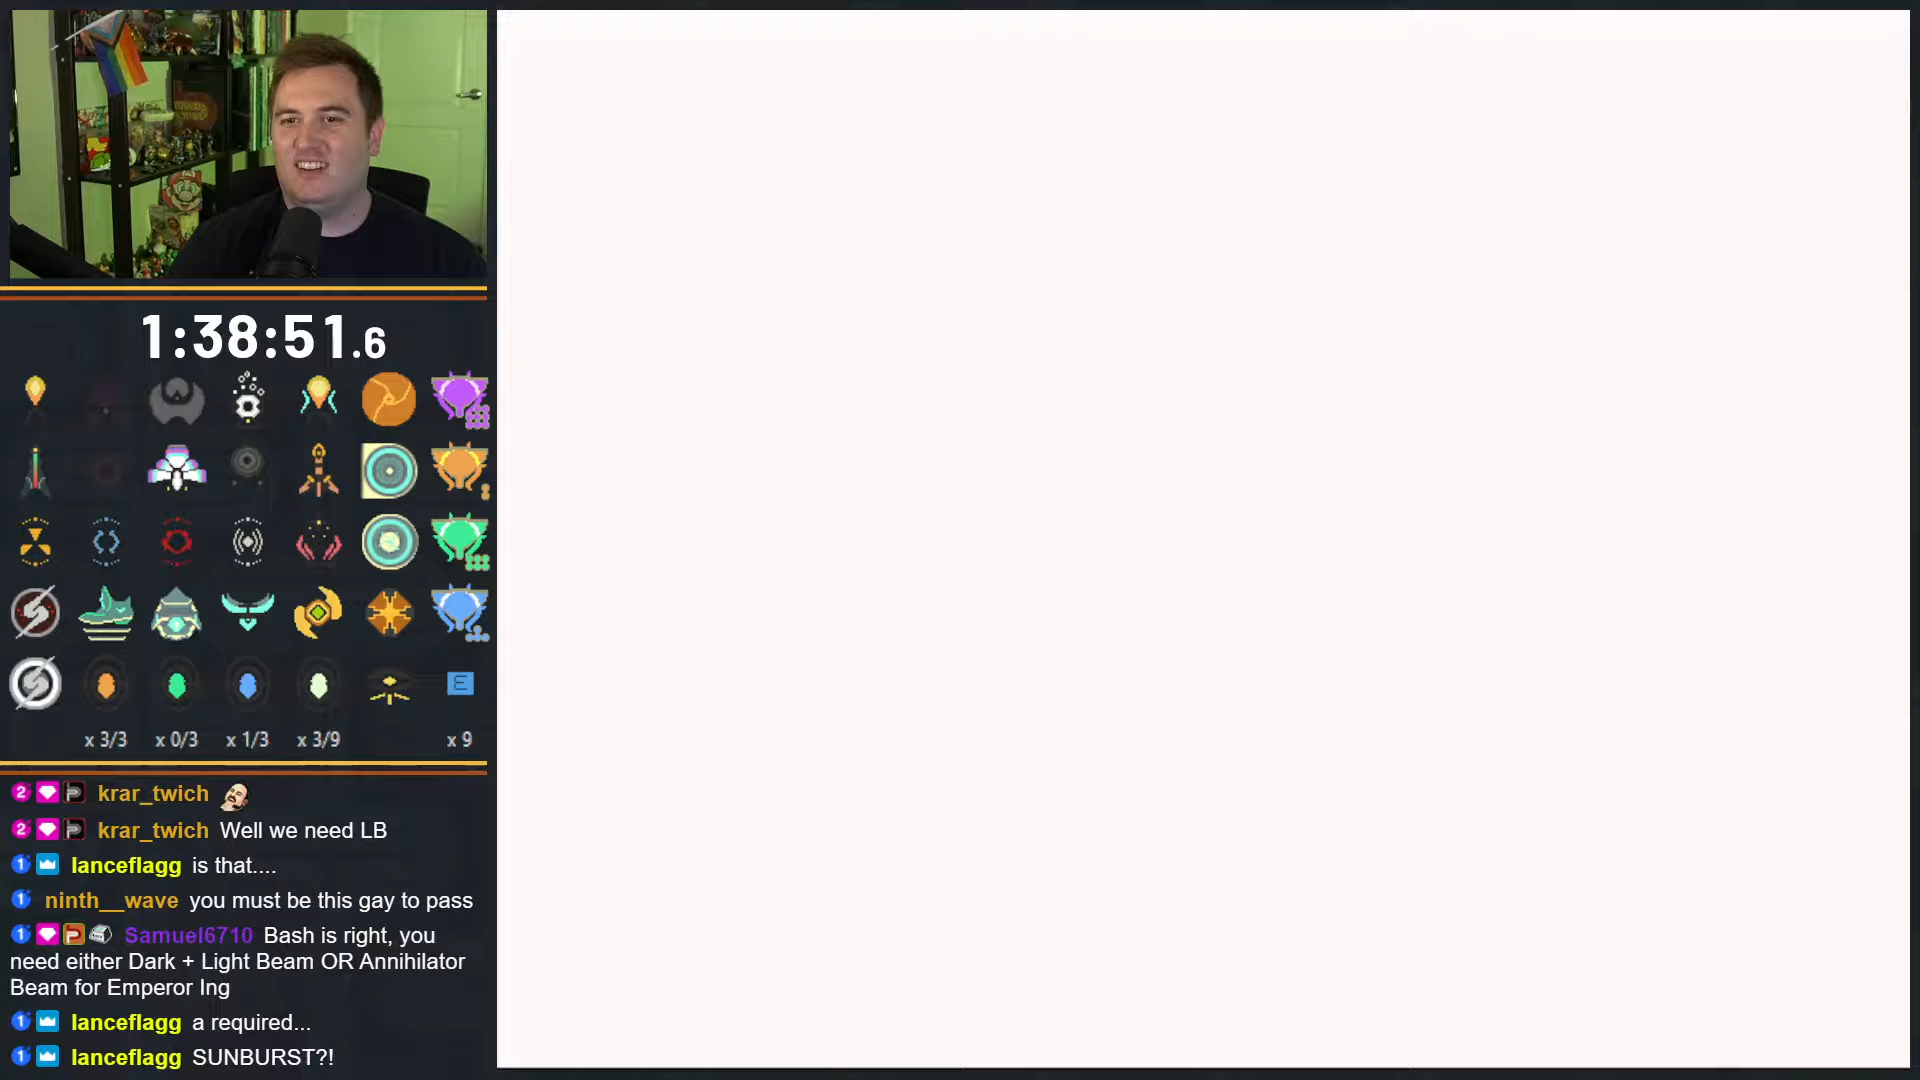 1:38:51.6
x 3/3 x 0/3 x 1/3 x 3/9 x 9
krar_twich
krar_twich Well we need LB
lanceflagg is that....
ninth__wave you must be this gay to pass
Samuel6710 Bash is right, you
need either Dark + Light Beam OR Annihilator
Beam for Emperor Ing
lanceflagg a required...
lanceflagg SUNBURST?!